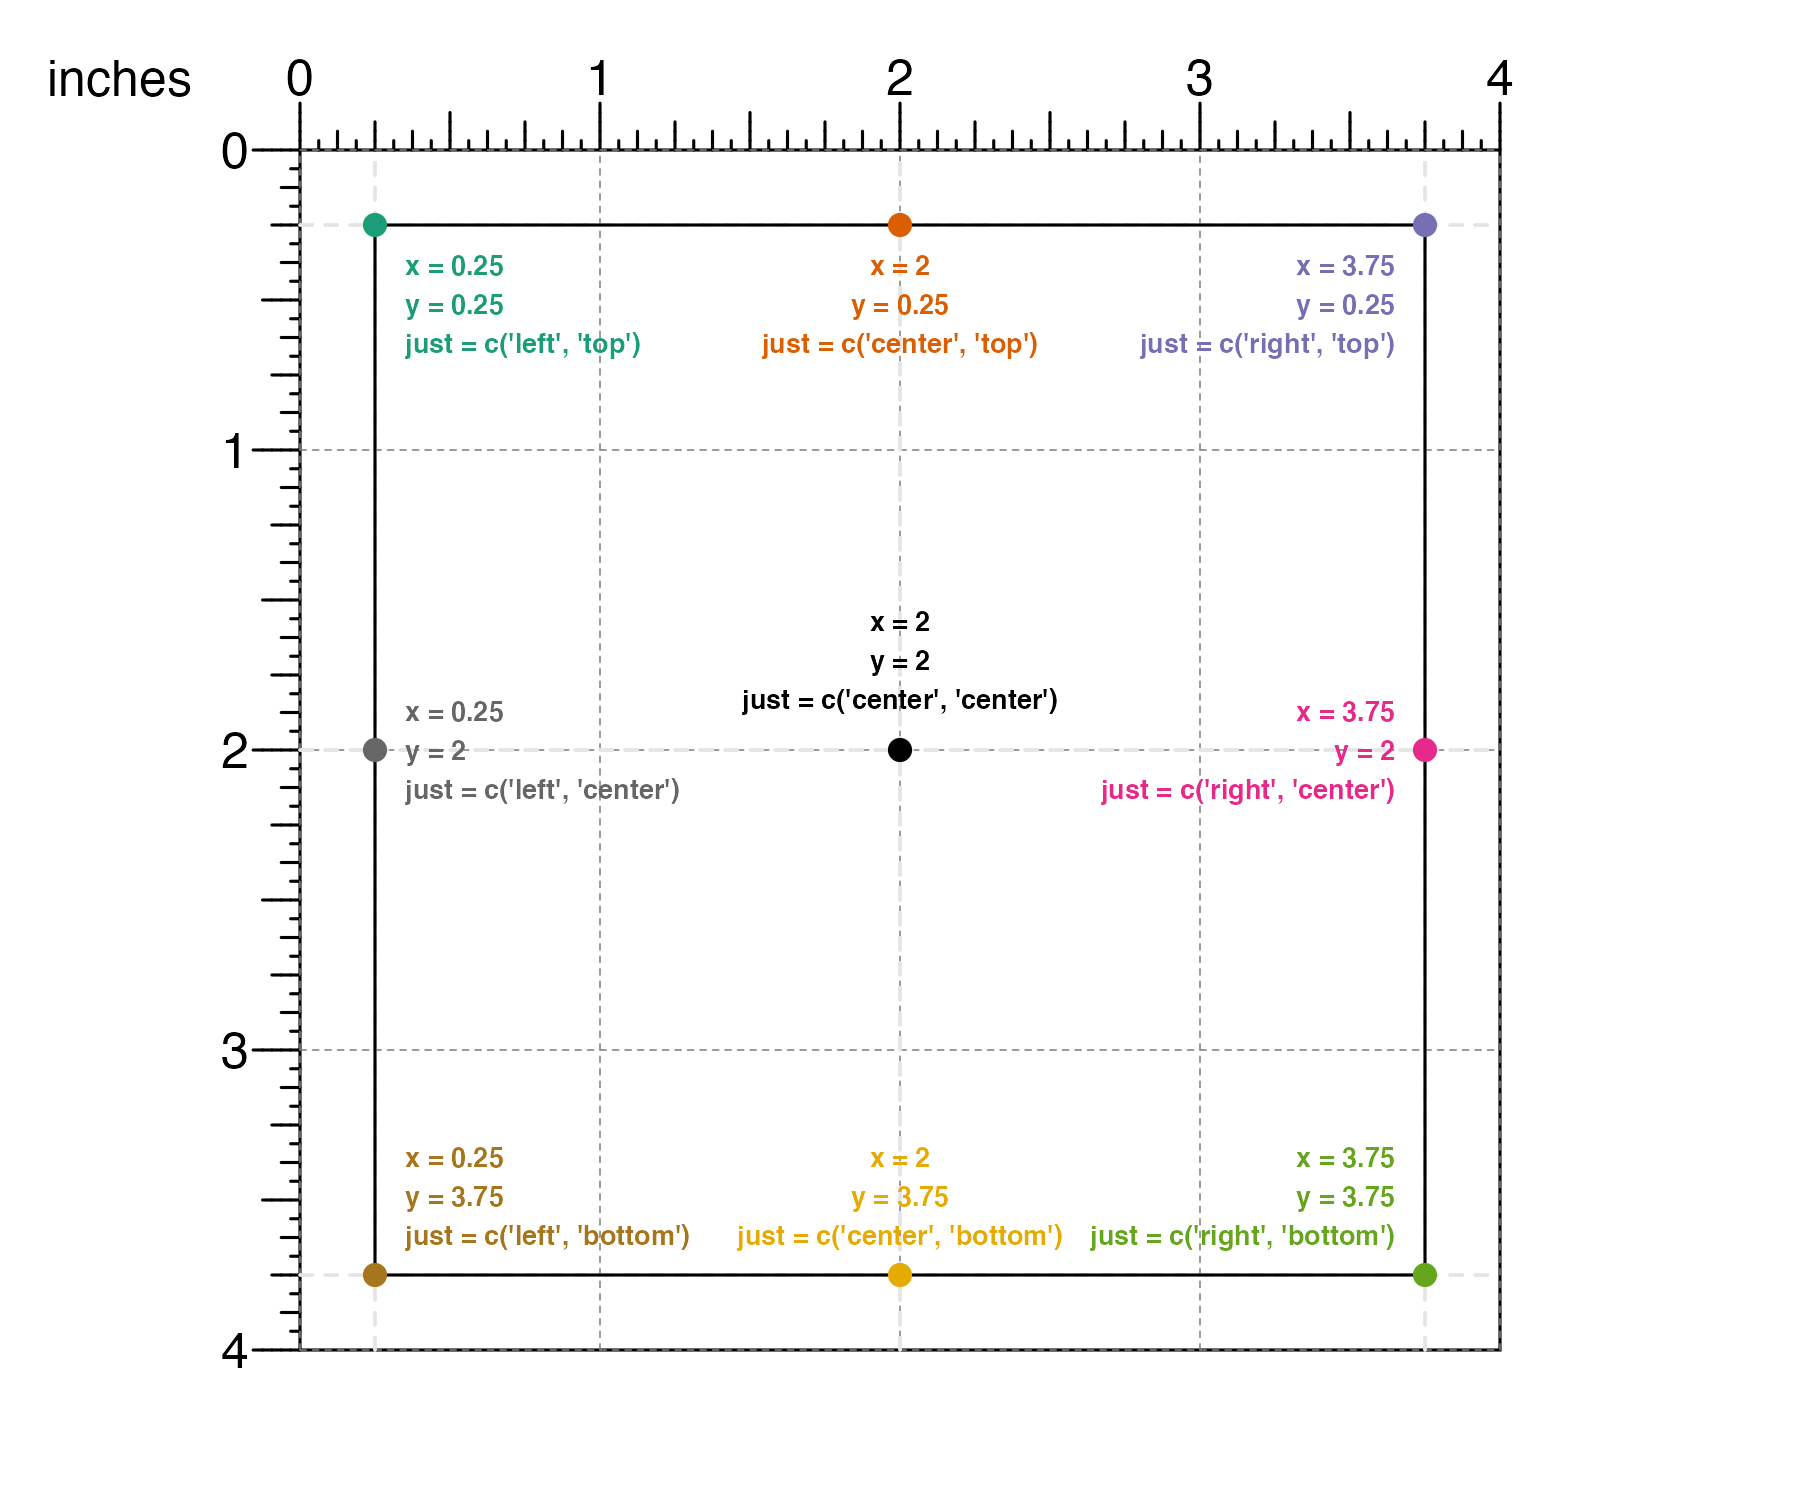 inches
0 1 2 3 4
0
x = 0.25
y = 0.25
just = c('left', 'top')
x = 2
y = 0.25
just = c('center', 'top')
x = 3.75
y = 0.25
just = c('right', 'top')
1
x = 2
y = 2
just = c('center', 'center')
2
x = 0.25
y = 2
just = c('left', 'center')
x = 3.75
y = 2
just = c('right', 'center')
3
x = 0.25
y = 3.75
just = c('left', 'bottom')
x = 2
y = 3.75
just = c('center', 'bottom')
x = 3.75
y = 3.75
just = c('right', 'bottom')
4